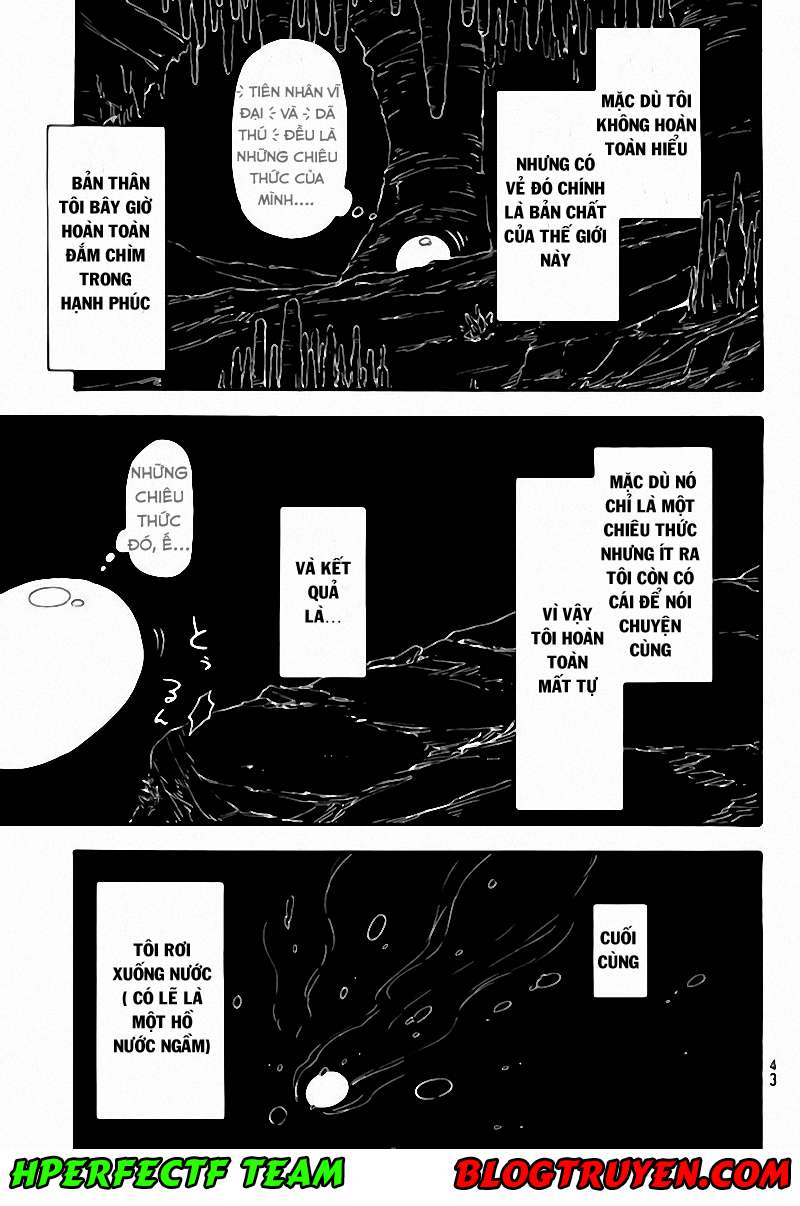 MẶC DÙ TÔI
KHÔNG HOÀN
TOÀN HIỂU
NHƯNG CÓ
VẺ ĐÓ CHÍNH
LÀ BẢN CHẤT
CỦA THẾ GIỚI
NÀY
TIÊN NHÂN VĨ
ĐẠI VÀ DÃ
THÚ ĐỀU LÀ
NHỮNG CHIÊU
THỨC CỦA
MÌNH....
BẢN THÂN
TÔI BÂY GIỜ
HOÀN TOÀN
ĐẮM CHÌM
TRONG
HẠNH PHÚC
MẶC DÙ NÓ
CHỈ LÀ MỘT
CHIÊU THỨC
NHƯNG ÍT RA
TÔI CÒN CÓ
CÁI ĐỂ NÓI
CHUYỆN
CÙNG
VÌ VẬY
TÔI HOÀN
TOÀN
MẤT TỰ
VÀ KẾT
QUẢ
LÀ...
NHỮNG
CHIÊU
THỨC
ĐÓ, Ế...
とぅ
るん
CUỐI
CÙNG
TÔI RƠI
XUỐNG NƯỚC
( CÓ LẼ LÀ
MỘT HỒ
NƯỚC NGẦM)
43
HPERFECTF TEAM
BLOGTRUYEN.COM